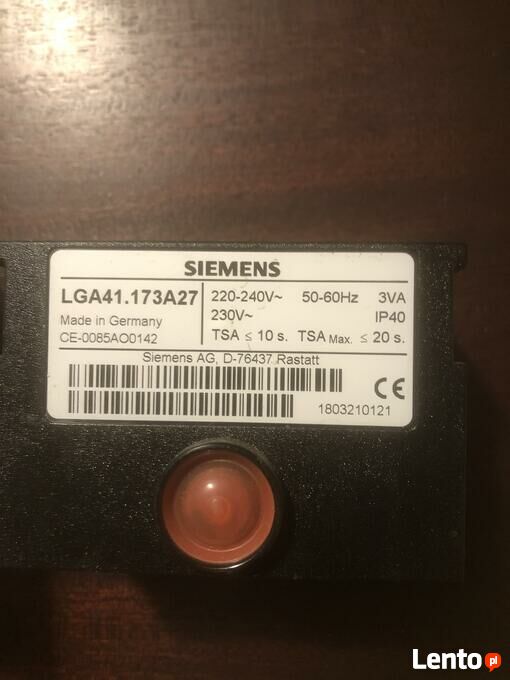 SIEMENS
LGA41.173A27
Made in Germany
CE-0085AO0142
220-240V~ 50-60Hz 3VA
230V~ IP40
TSA ≤ 10 s. TSA Max. ≤ 20 s.
Siemens AG, D-76437 Rastatt
CE
1803210121
Lento pl